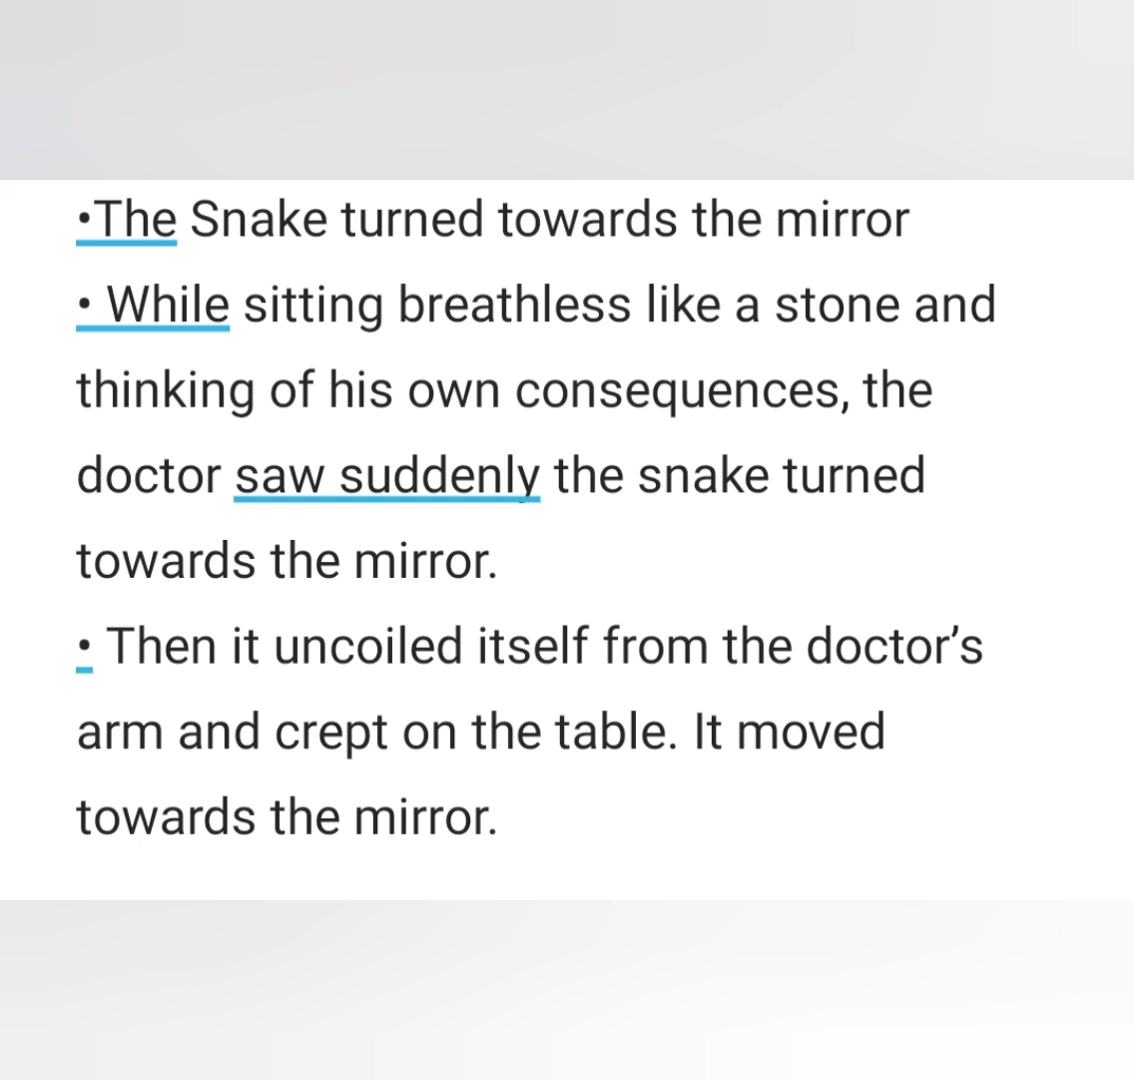 •The Snake turned towards the mirror
• While sitting breathless like a stone and
thinking of his own consequences, the
doctor saw suddenly the snake turned
towards the mirror.
• Then it uncoiled itself from the doctor’s
arm and crept on the table. It moved
towards the mirror.